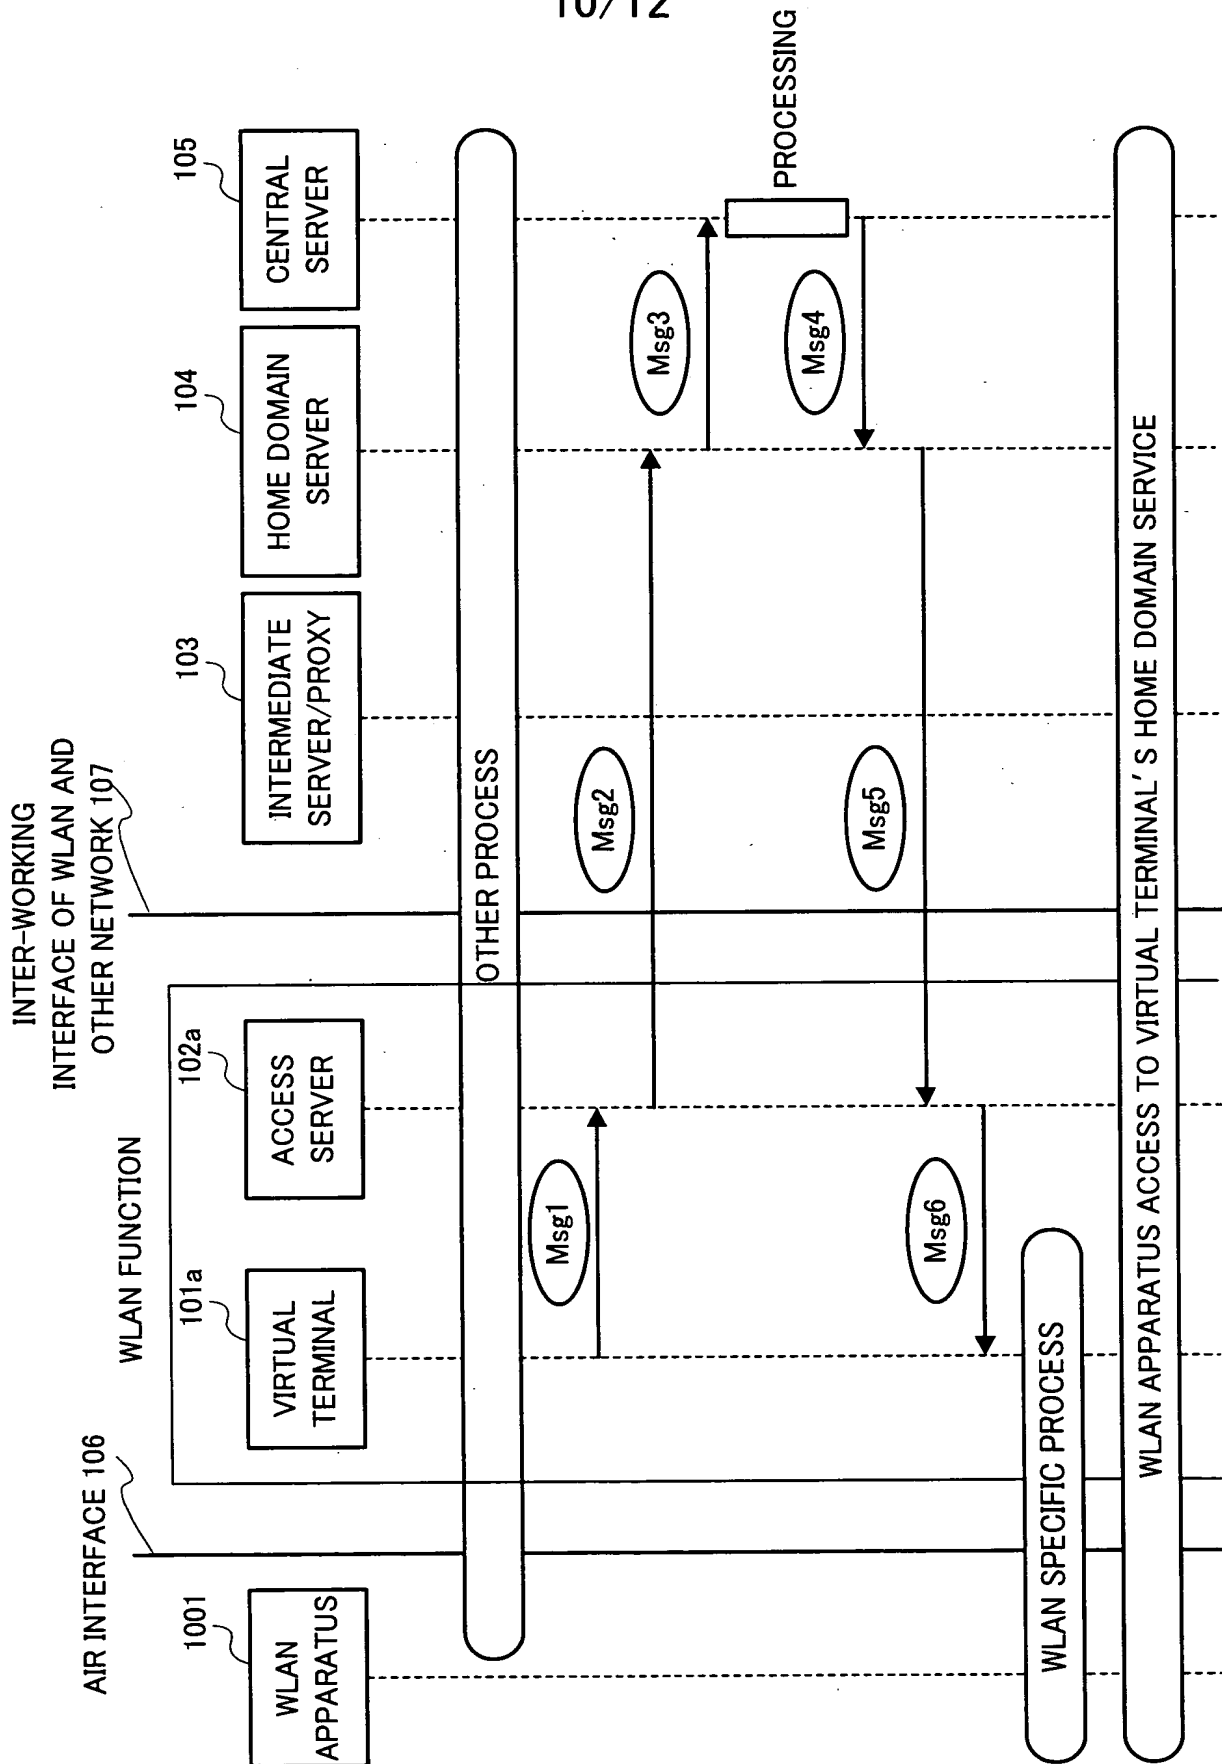 10/12
INTER-WORKING
INTERFACE OF WLAN AND
OTHER NETWORK 107
AIR INTERFACE 106
WLAN FUNCTION
1001
WLAN
APPARATUS
101a
VIRTUAL
TERMINAL
102a
ACCESS
SERVER
103
INTERMEDIATE
SERVER/PROXY
104
HOME DOMAIN
SERVER
105
CENTRAL
SERVER
OTHER PROCESS
Msg1
Msg2
Msg3
PROCESSING
Msg4
Msg5
Msg6
WLAN SPECIFIC PROCESS
WLAN APPARATUS ACCESS TO VIRTUAL TERMINAL'S HOME DOMAIN SERVICE